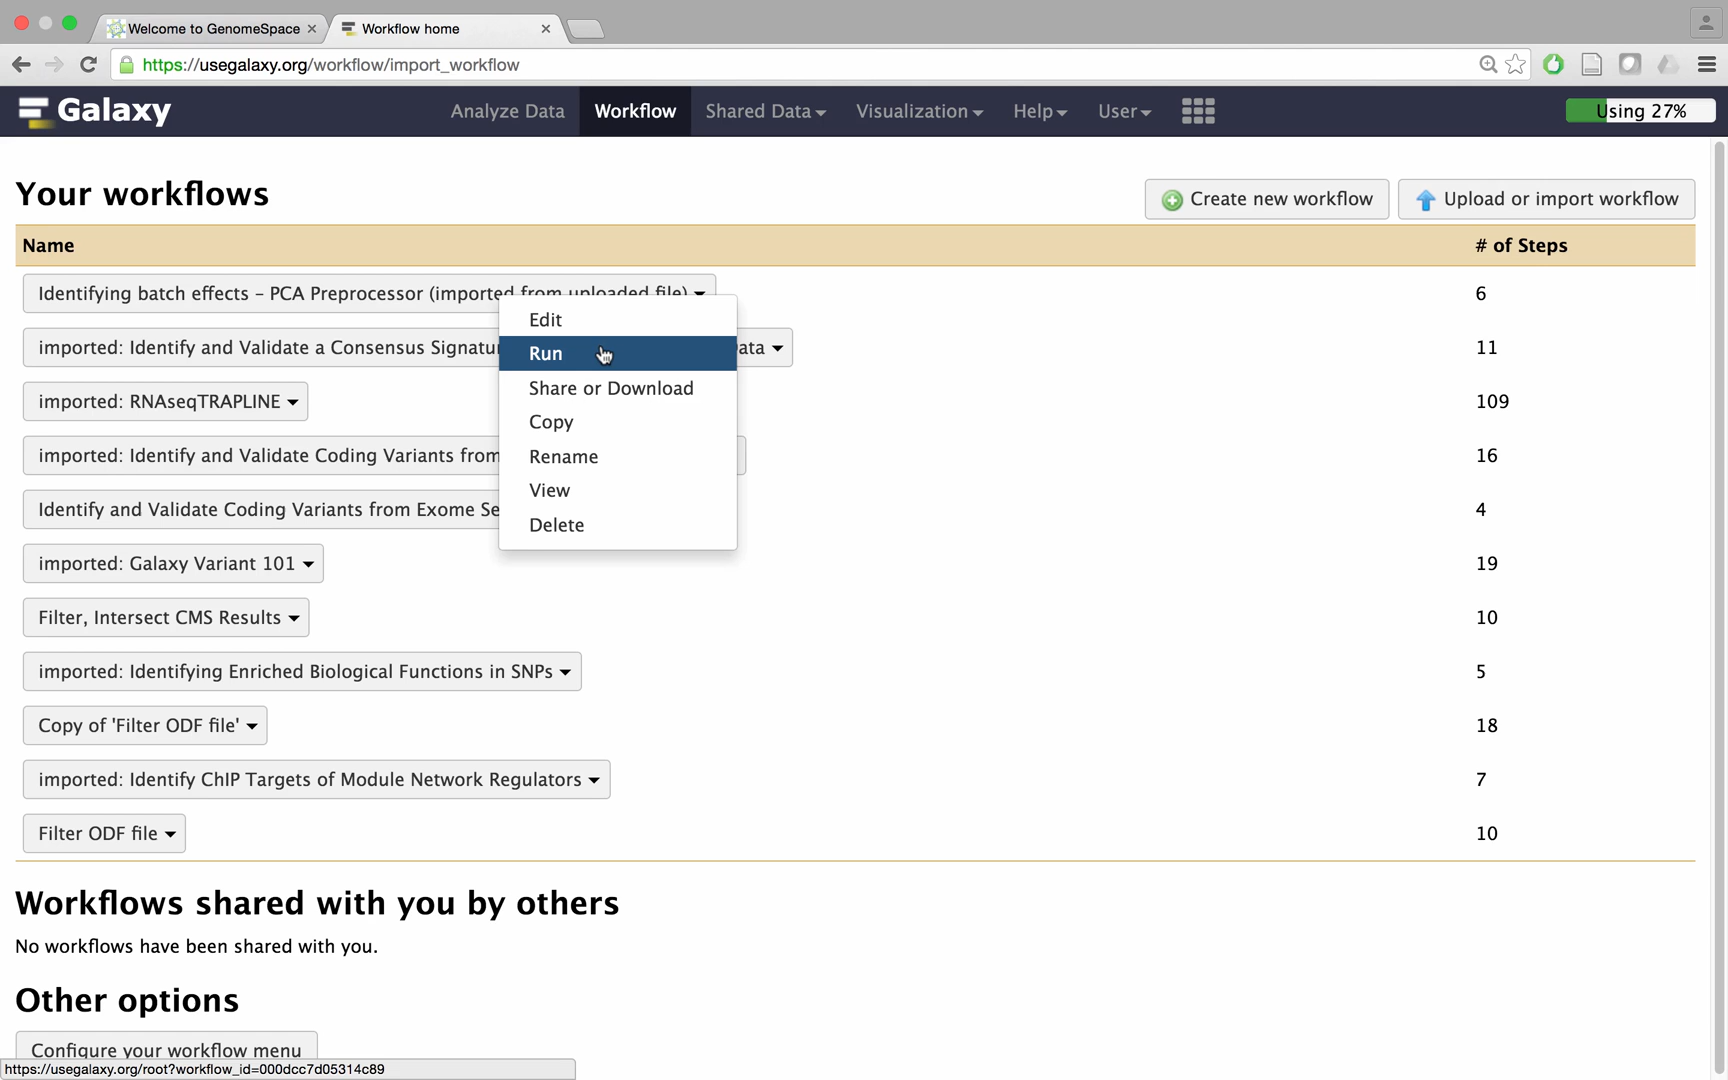 Welcome to GenomeSpace
Workflow home
https://usegalaxy.org/workflow/import_workflow
Galaxy
Analyze Data
Workflow
Shared Data
Visualization
Help
User
Using 27%
Your workflows
Create new workflow
Upload or import workflow
Name
# of Steps
Identifying batch effects – PCA Preprocessor (imported from uploaded file)
6
Edit
imported: Identify and Validate a Consensus Signatu
ata
11
Run
Share or Download
imported: RNAseqTRAPLINE
109
Copy
imported: Identify and Validate Coding Variants from
16
Rename
View
Identify and Validate Coding Variants from Exome Se
4
Delete
imported: Galaxy Variant 101
19
Filter, Intersect CMS Results
10
imported: Identifying Enriched Biological Functions in SNPs
5
Copy of 'Filter ODF file'
18
imported: Identify ChIP Targets of Module Network Regulators
7
Filter ODF file
10
Workflows shared with you by others
No workflows have been shared with you.
Other options
Configure your workflow menu
https://usegalaxy.org/root?workflow_id=000dcc7d05314c89